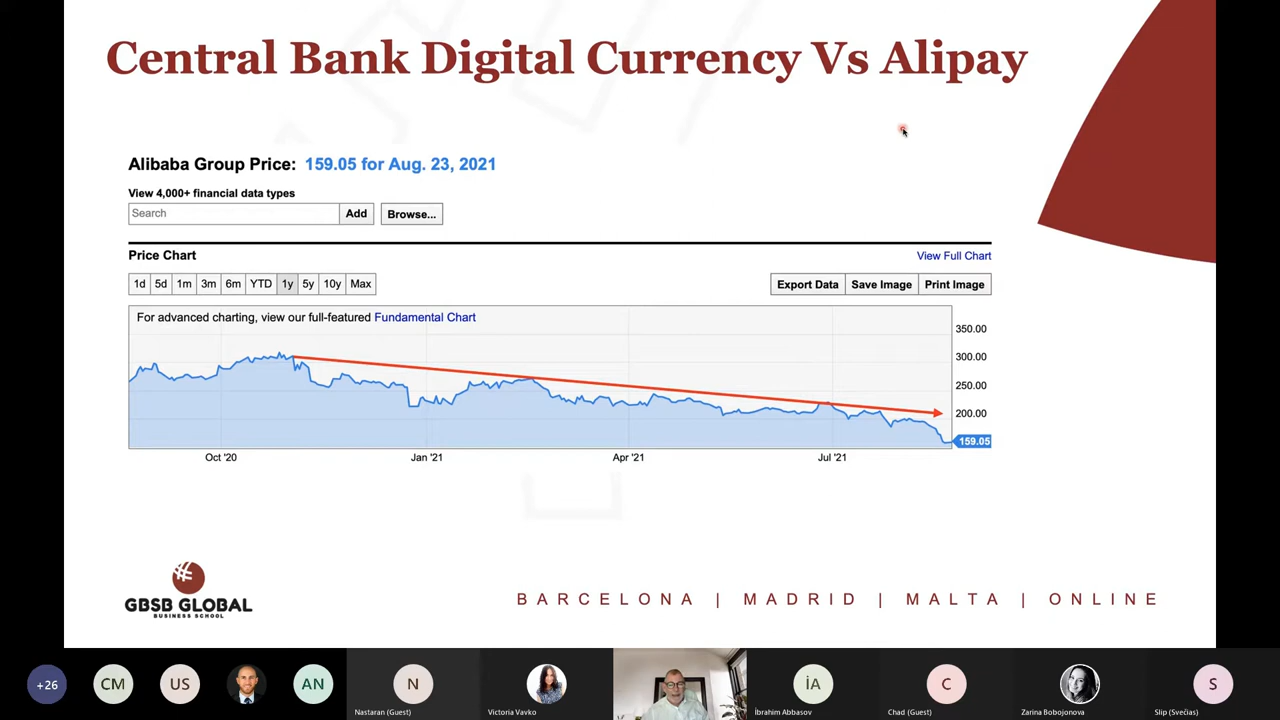 Central Bank Digital Currency Vs Alipay
Alibaba Group Price: 159.05 for Aug. 23, 2021
View 4,000+ financial data types
Search Add Browse...
Price Chart View Full Chart
1d 5d 1m 3m 6m YTD 1y 5y 10y Max Export Data Save Image Print Image
For advanced charting, view our full-featured Fundamental Chart
350.00
300.00
250.00
200.00
159.05
Oct '20 Jan '21 Apr '21 Jul '21
GBSB GLOBAL
BUSINESS SCHOOL
BARCELONA | MADRID | MALTA | ONLINE
+26 CM US AN N İA C S
Nastaran (Guest) Victoria Vavko İbrahim Abbasov Chad (Guest) Zarina Bobojonova Slip (Svečias)